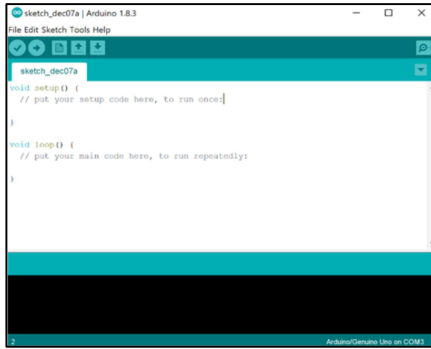 sketch_dec07a | Arduino 1.8.3
File Edit Sketch Tools Help
sketch_dec07a
void setup() {
  // put your setup code here, to run once:

}

void loop() {
  // put your main code here, to run repeatedly:

}
2
Arduino/Genuino Uno on COM3